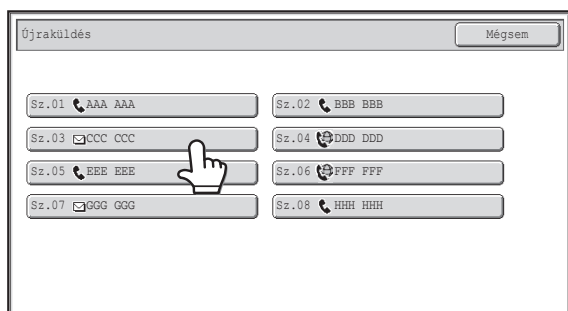 Újraküldés Mégsem
Sz.01 AAA AAA Sz.02 BBB BBB
Sz.03 CCC CCC Sz.04 DDD DDD
Sz.05 EEE EEE Sz.06 FFF FFF
Sz.07 GGG GGG Sz.08 HHH HHH